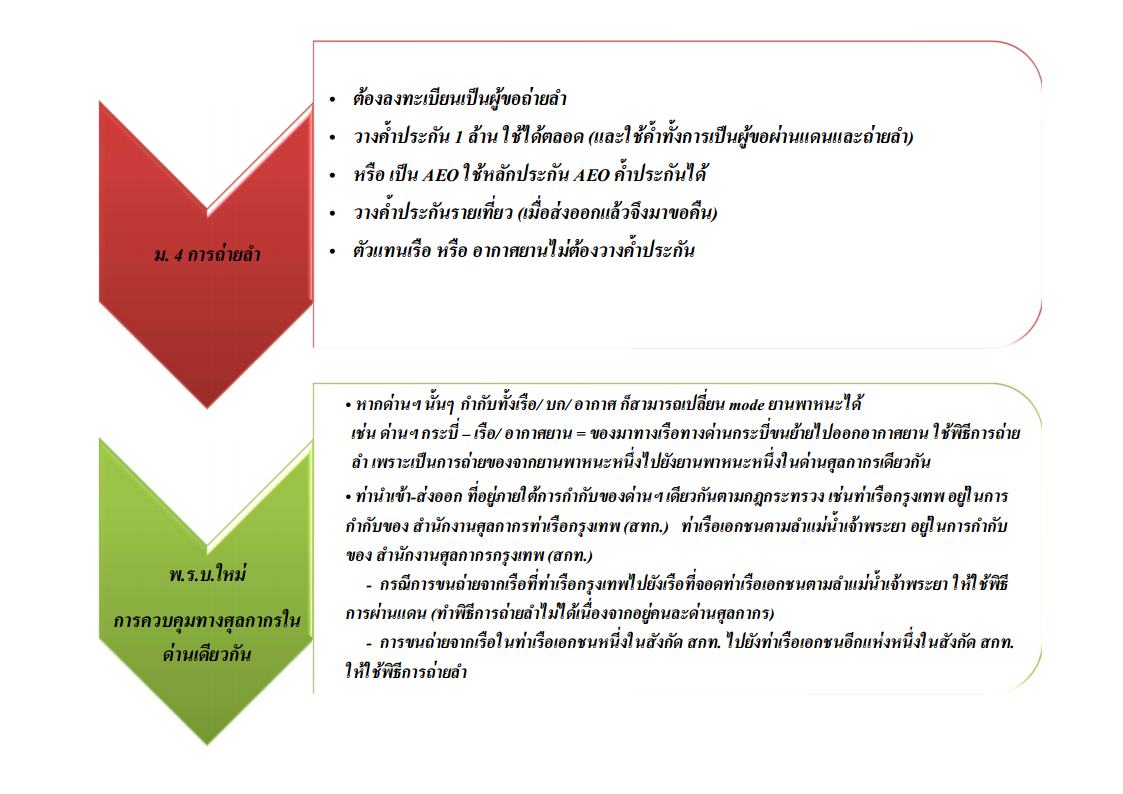 ม. 4 การถ่ายลำ
• ต้องลงทะเบียนเป็นผู้ขอถ่ายลำ
• วางค้ำประกัน 1 ล้าน ใช้ได้ตลอด (และใช้ค้ำทั้งการเป็นผู้ขอผ่านแดนและถ่ายลำ)
• หรือ เป็น AEO ใช้หลักประกัน AEO ค้ำประกันได้
• วางค้ำประกันรายเที่ยว (เมื่อส่งออกแล้วจึงมาขอคืน)
• ตัวแทนเรือ หรือ อากาศยานไม่ต้องวางค้ำประกัน
พ.ร.บ.ใหม่
การควบคุมทางศุลกากรใน
ด่านเดียวกัน
• หากด่านฯ นั้นๆ กำกับทั้งเรือ/ บก/ อากาศ ก็สามารถเปลี่ยน mode ยานพาหนะได้
เช่น ด่านฯ กระบี่ – เรือ/ อากาศยาน = ของมาทางเรือทางด่านกระบี่ขนย้ายไปออกอากาศยาน ใช้พิธีการถ่าย
ลำ เพราะเป็นการถ่ายของจากยานพาหนะหนึ่งไปยังยานพาหนะหนึ่งในด่านศุลกากรเดียวกัน
• ท่านำเข้า-ส่งออก ที่อยู่ภายใต้การกำกับของด่านฯ เดียวกันตามกฎกระทรวง เช่นท่าเรือกรุงเทพ อยู่ในการ
กำกับของ สำนักงานศุลกากรท่าเรือกรุงเทพ (สทก.) ท่าเรือเอกชนตามลำแม่น้ำเจ้าพระยา อยู่ในการกำกับ
ของ สำนักงานศุลกากรกรุงเทพ (สกท.)
- กรณีการขนถ่ายจากเรือที่ท่าเรือกรุงเทพไปยังเรือที่จอดท่าเรือเอกชนตามลำแม่น้ำเจ้าพระยา ให้ใช้พิธี
การผ่านแดน (ทำพิธีการถ่ายลำไม่ได้เนื่องจากอยู่คนละด่านศุลกากร)
- การขนถ่ายจากเรือในท่าเรือเอกชนหนึ่งในสังกัด สกท. ไปยังท่าเรือเอกชนอีกแห่งหนึ่งในสังกัด สกท.
ให้ใช้พิธีการถ่ายลำ